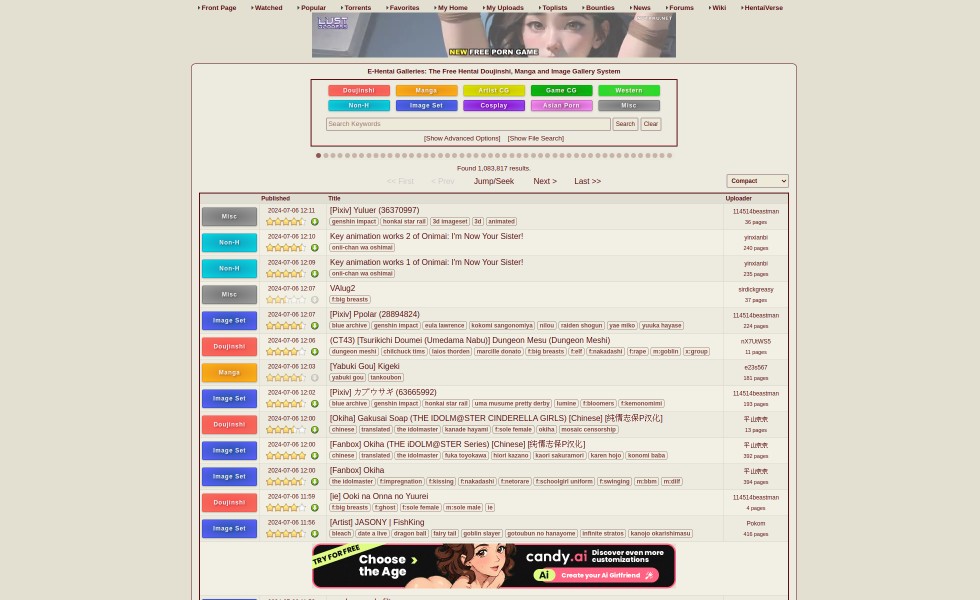 Front Page Watched Popular Torrents Favorites My Home My Uploads Toplists Bounties News Forums Wiki HentaiVerse
LUST
NEW FREE PORN GAME
E-Hentai Galleries: The Free Hentai Doujinshi, Manga and Image Gallery System
Doujinshi Manga Artist CG Game CG Western
Non-H Image Set Cosplay Asian Porn Misc
Search Keywords Search Clear
[Show Advanced Options] [Show File Search]
Found 1,083,817 results.
<< First < Prev Jump/Seek Next > Last >> Compact
Published Title Uploader
Misc 2024-07-06 12:11 [Pixiv] Yuluer (36370997) 114514beastman
genshin impact honkai star rail 3d imageset 3d animated 36 pages
Non-H 2024-07-06 12:10 Key animation works 2 of Onimai: I'm Now Your Sister! yinxianbi
onii-chan wa oshimai 240 pages
Non-H 2024-07-06 12:09 Key animation works 1 of Onimai: I'm Now Your Sister! yinxianbi
onii-chan wa oshimai 235 pages
Misc 2024-07-06 12:07 VAlug2 sirdickgreasy
f:big breasts 37 pages
Image Set 2024-07-06 12:07 [Pixiv] Ppolar (28894824) 114514beastman
blue archive genshin impact eula lawrence kokomi sangonomiya nilou raiden shogun yae miko yuuka hayase 224 pages
Doujinshi 2024-07-06 12:06 (CT43) [Tsurikichi Doumei (Umedama Nabu)] Dungeon Mesu (Dungeon Meshi) nX7UtWS5
dungeon meshi chilchuck tims laios thorden marcille donato f:big breasts f:elf f:nakadashi f:rape m:goblin x:group 11 pages
Manga 2024-07-06 12:03 [Yabuki Gou] Kigeki e23s567
yabuki gou tankoubon 181 pages
Image Set 2024-07-06 12:02 [Pixiv] カプウサギ (63665992) 114514beastman
blue archive genshin impact honkai star rail uma musume pretty derby lumine f:bloomers f:kemonomimi 193 pages
Doujinshi 2024-07-06 12:00 [Okiha] Gakusai Soap (THE IDOLM@STER CINDERELLA GIRLS) [Chinese] [纯情志保P汉化]
chinese translated the idolmaster kanade hayami f:sole female okiha mosaic censorship 13 pages
Image Set 2024-07-06 12:00 [Fanbox] Okiha (THE iDOLM@STER Series) [Chinese] [纯情志保P汉化]
chinese translated the idolmaster fuka toyokawa hiori kazano kaori sakuramori karen hojo konomi baba 392 pages
Image Set 2024-07-06 12:00 [Fanbox] Okiha
the idolmaster f:impregnation f:kissing f:nakadashi f:netorare f:schoolgirl uniform f:swinging m:bbm m:dilf 394 pages
Doujinshi 2024-07-06 11:59 [ie] Ooki na Onna no Yuurei 114514beastman
f:big breasts f:ghost f:sole female m:sole male ie 4 pages
Image Set 2024-07-06 11:56 [Artist] JASONY | FishKing Pokom
bleach date a live dragon ball fairy tail goblin slayer gotoubun no hanayome infinite stratos kanojo okarishimasu 416 pages
TRY FOR FREE Choose the Age candy.ai Discover even more customizations
Ai Create your AI Girlfriend